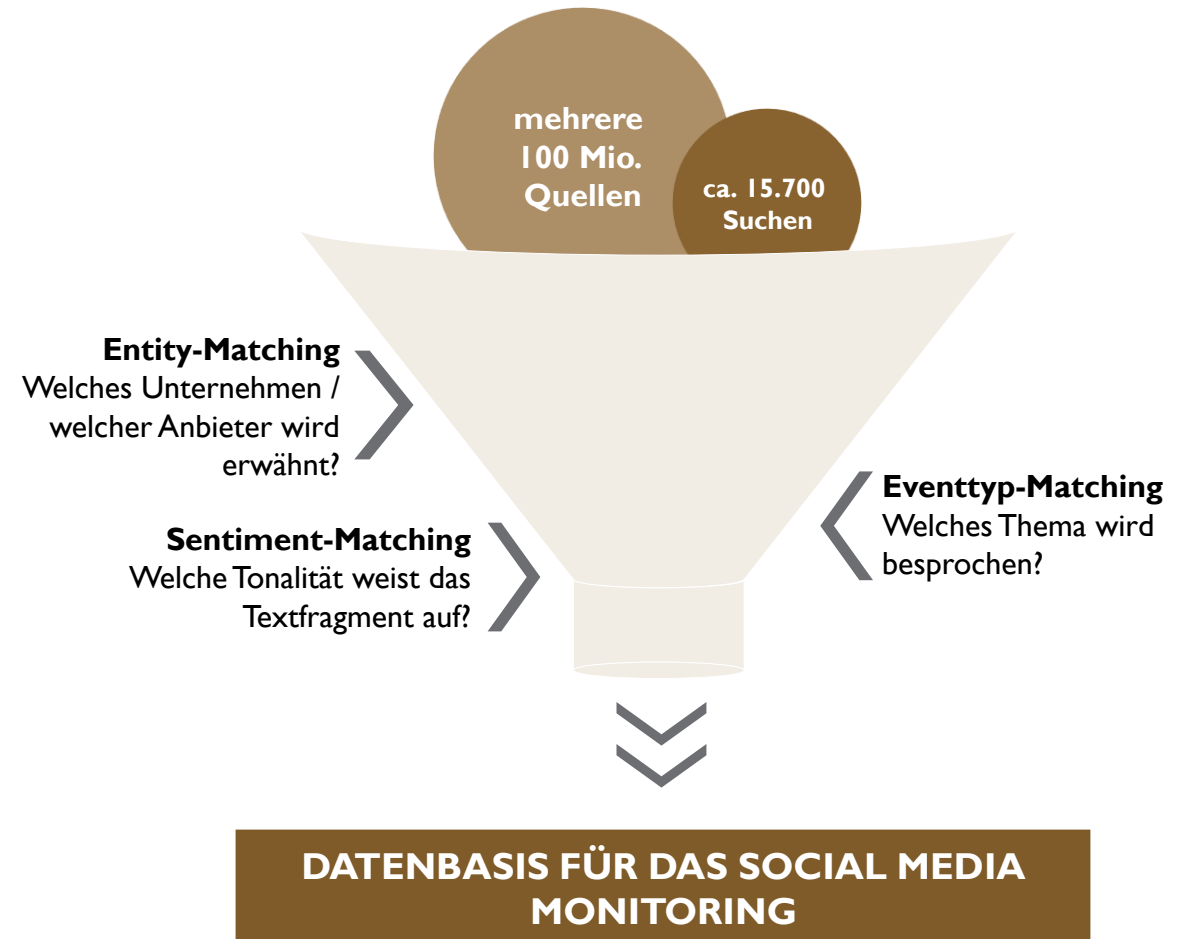 mehrere
100 Mio.
Quellen
ca. 15.700
Suchen
Entity-Matching
Welches Unternehmen /
welcher Anbieter wird
erwähnt?
Eventtyp-Matching
Welches Thema wird
besprochen?
Sentiment-Matching
Welche Tonalität weist das
Textfragment auf?
DATENBASIS FÜR DAS SOCIAL MEDIA
MONITORING